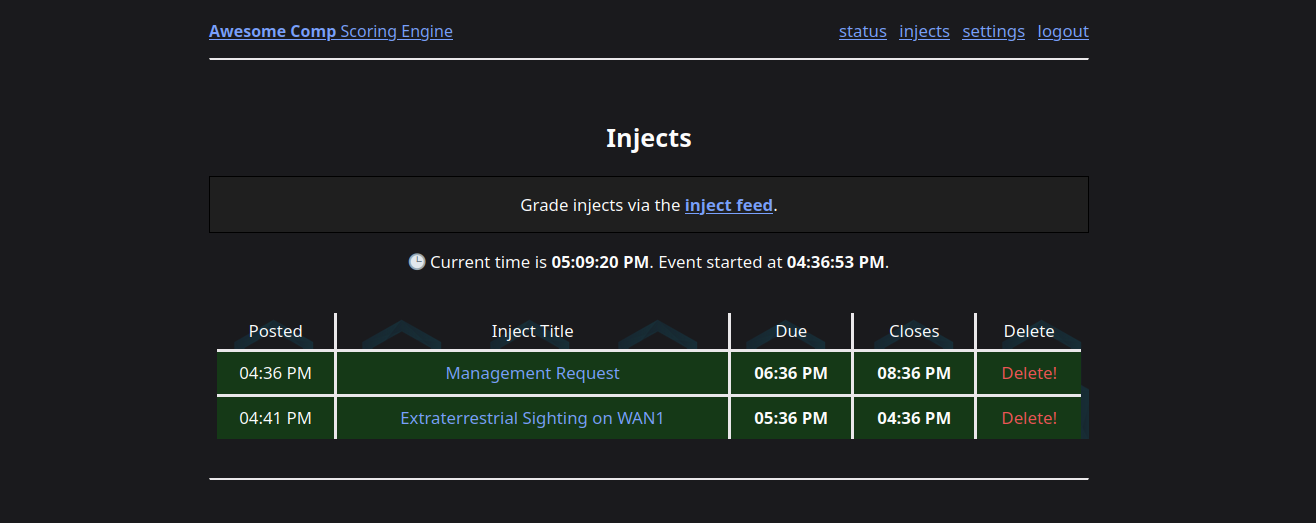 Awesome Comp Scoring Engine status injects settings logout
Injects
Grade injects via the inject feed.
🕒 Current time is 05:09:20 PM. Event started at 04:36:53 PM.
Posted Inject Title Due Closes Delete
04:36 PM Management Request 06:36 PM 08:36 PM Delete!
04:41 PM Extraterrestrial Sighting on WAN1 05:36 PM 04:36 PM Delete!